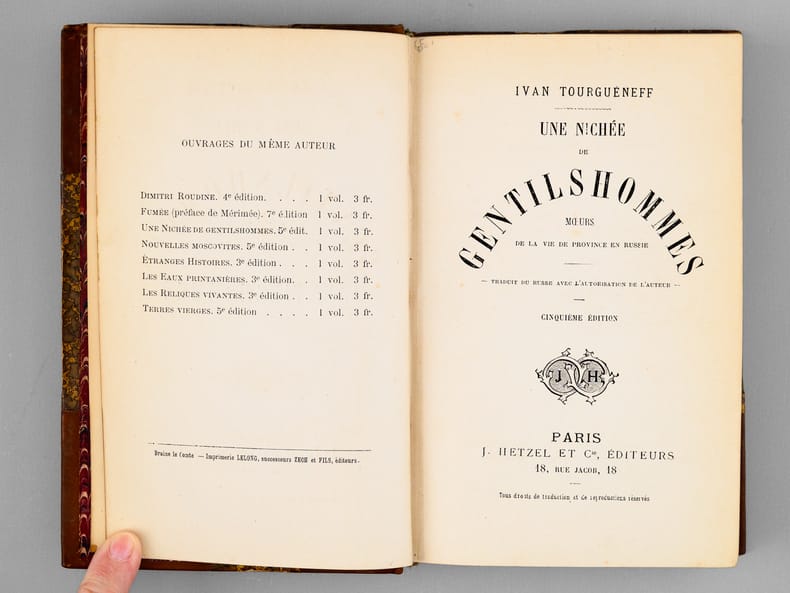 OUVRAGES DU MÊME AUTEUR
DIMITRI ROUDINE. 4e édition. . . . 1 vol. 3 fr.
FUMÉE (préface de Mérimée). 7e édition 1 vol. 3 fr.
UNE NICHÉE DE GENTILSHOMMES. 5e édit. 1 vol. 3 fr.
NOUVELLES MOSCOVITES. 5e édition . . 1 vol. 3 fr.
ÉTRANGES HISTOIRES. 3e édition . . . 1 vol. 3 fr.
LES EAUX PRINTANIÈRES. 3e édition. . 1 vol. 3 fr.
LES RELIQUES VIVANTES. 3e édition . . 1 vol. 3 fr.
TERRES VIERGES. 5e édition . . . . 1 vol. 3 fr.
Braine le Comte — Imprimerie LELONG, successeurs ZECH et FILS, éditeurs.
IVAN TOURGUÉNEFF
UNE NICHÉE
DE
GENTILSHOMMES
MŒURS
DE LA VIE DE PROVINCE EN RUSSIE
— TRADUIT DU RUSSE AVEC L'AUTORISATION DE L'AUTEUR —
CINQUIÈME ÉDITION
J H
PARIS
J. HETZEL ET Cie, ÉDITEURS
18, RUE JACOB, 18
Tous droits de traduction et de reproductions réservés